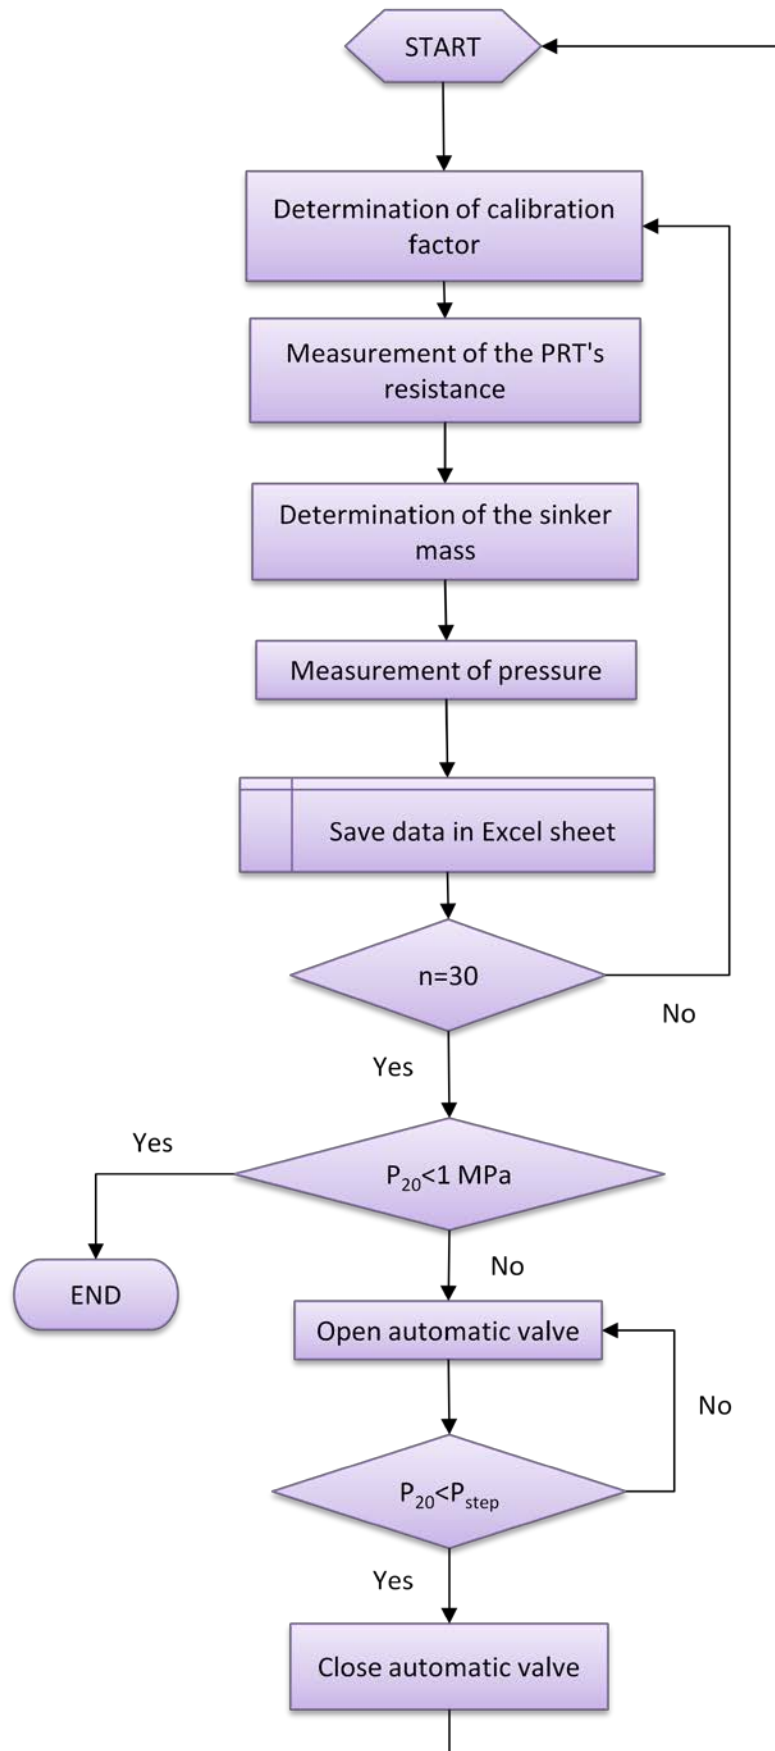 START
Determination of calibration
factor
Measurement of the PRT's
resistance
Determination of the sinker
mass
Measurement of pressure
Save data in Excel sheet
n=30
No
Yes
Yes
P₂₀<1 MPa
No
END
Open automatic valve
No
P₂₀<Pstep
Yes
Close automatic valve